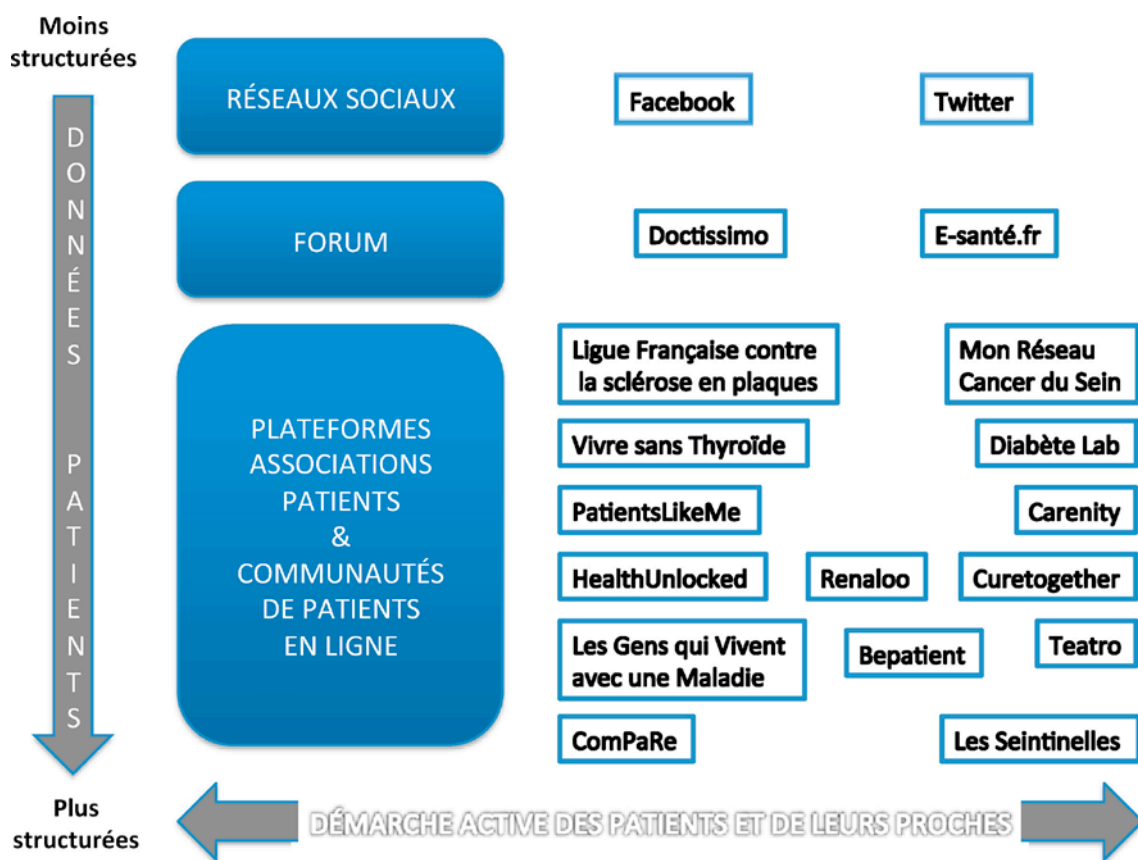 Moins
structurées
DONNÉES PATIENTS
RÉSEAUX SOCIAUX
Facebook
Twitter
FORUM
Doctissimo
E-santé.fr
PLATEFORMES
ASSOCIATIONS
PATIENTS
&
COMMUNAUTÉS
DE PATIENTS
EN LIGNE
Ligue Française contre
la sclérose en plaques
Mon Réseau
Cancer du Sein
Vivre sans Thyroïde
Diabète Lab
PatientsLikeMe
Carenity
HealthUnlocked
Renaloo
Curetogether
Les Gens qui Vivent
avec une Maladie
Bepatient
Teatro
ComPaRe
Les Seintinelles
Plus
structurées
DÉMARCHE ACTIVE DES PATIENTS ET DE LEURS PROCHES